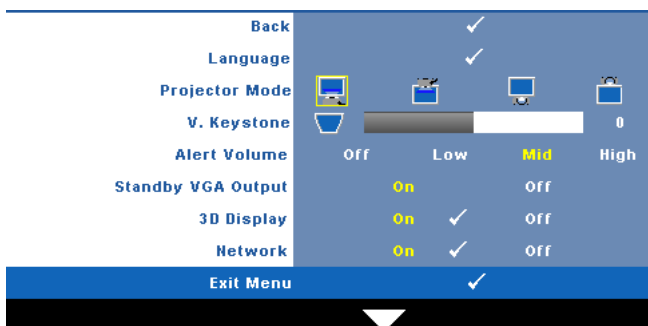 Back
Language
Projector Mode
V. Keystone 0
Alert Volume Off Low Mid High
Standby VGA Output On Off
3D Display On Off
Network On Off
Exit Menu